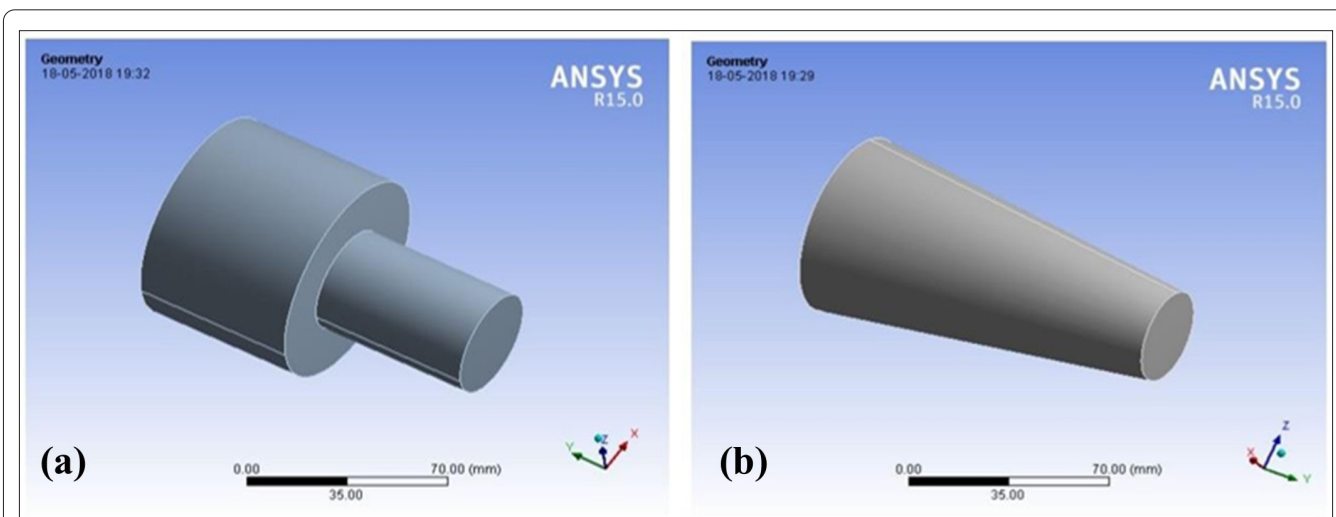 Geometry
18-05-2018 19:32
ANSYS
R15.0
(a)
0.00
70.00 (mm)
35.00
Y
Z
X
Geometry
18-05-2018 19:29
ANSYS
R15.0
(b)
0.00
70.00 (mm)
35.00
X
Z
Y